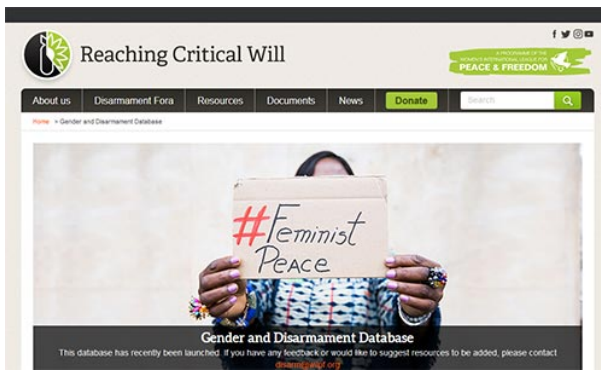 Reaching Critical Will
A PROGRAMME OF THE
WOMEN'S INTERNATIONAL LEAGUE FOR
PEACE & FREEDOM
About us Disarmament Fora Resources Documents News Donate Search
Home » Gender and Disarmament Database
#Feminist
PEACE
Gender and Disarmament Database
This database has recently been launched. If you have any feedback or would like to suggest resources to be added, please contact
disarm@wilpf.org